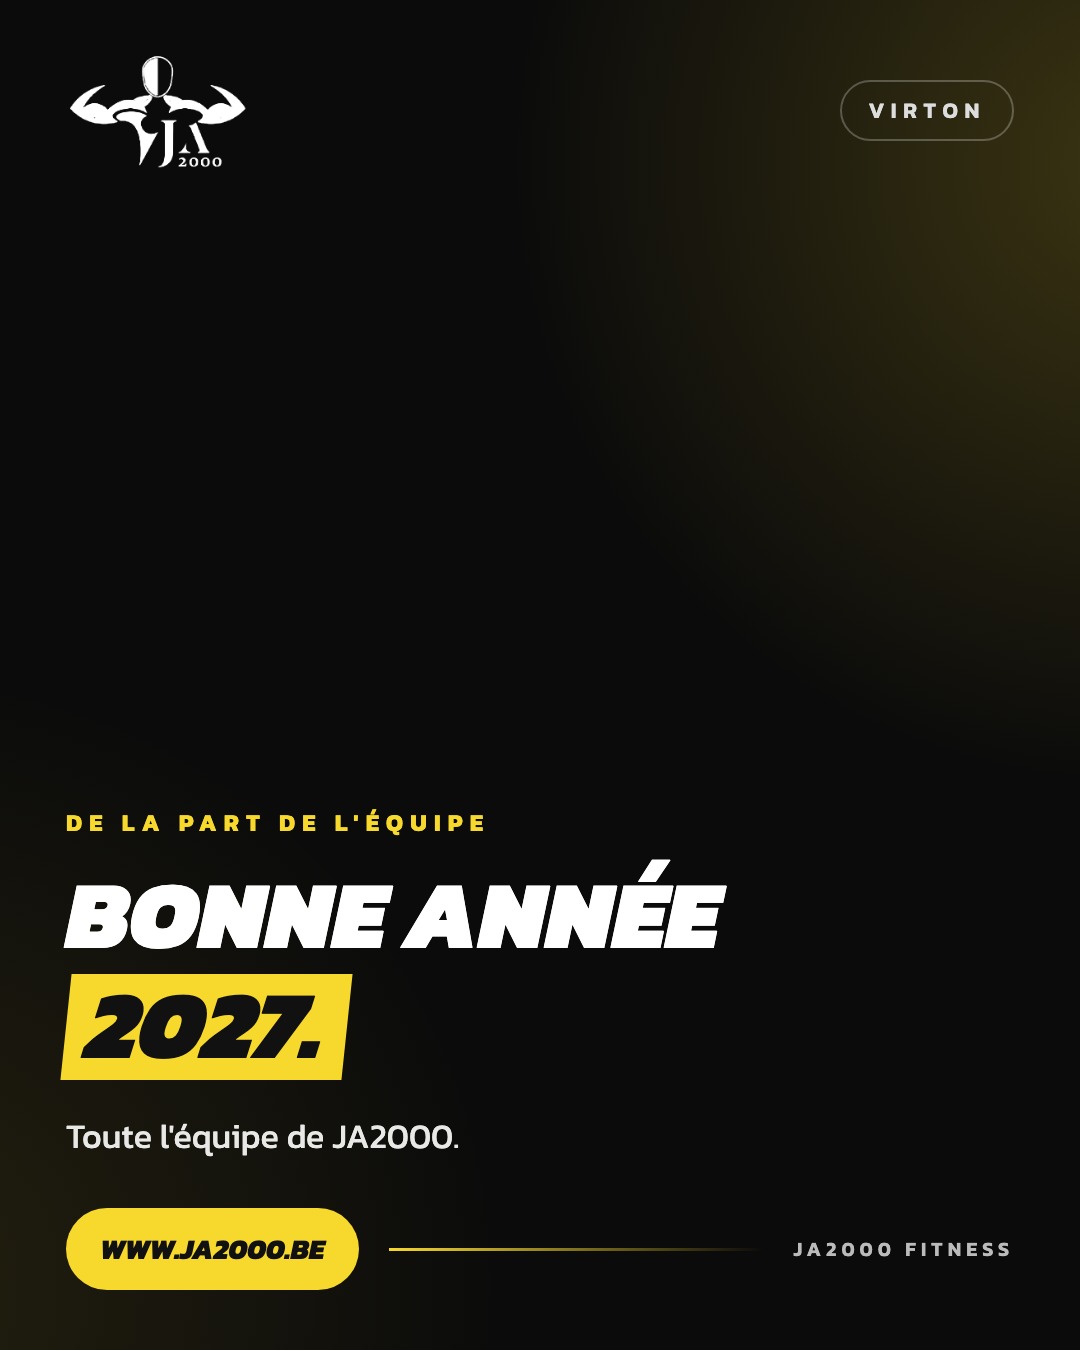 JA
2000
VIRTON
DE LA PART DE L'ÉQUIPE
BONNE ANNÉE
2027.
Toute l'équipe de JA2000.
WWW.JA2000.BE
JA2000 FITNESS